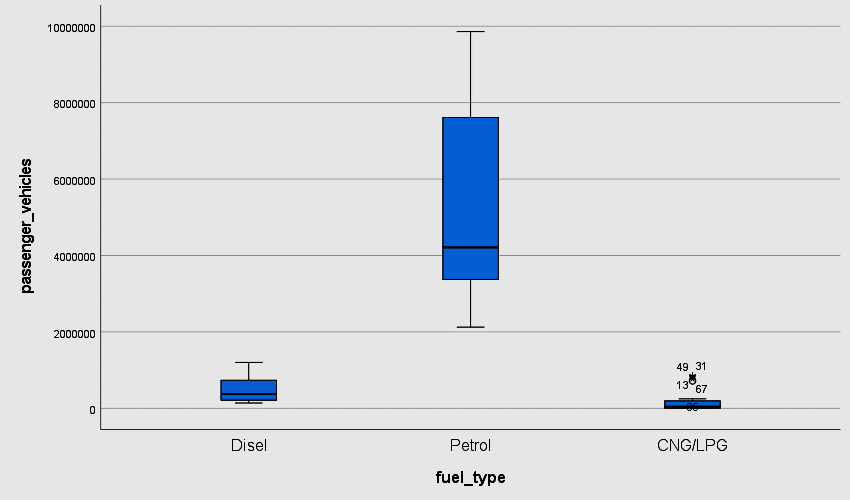 passenger_vehicles
10000000
8000000
6000000
4000000
2000000
0
49 31
13 67
Disel Petrol CNG/LPG
fuel_type